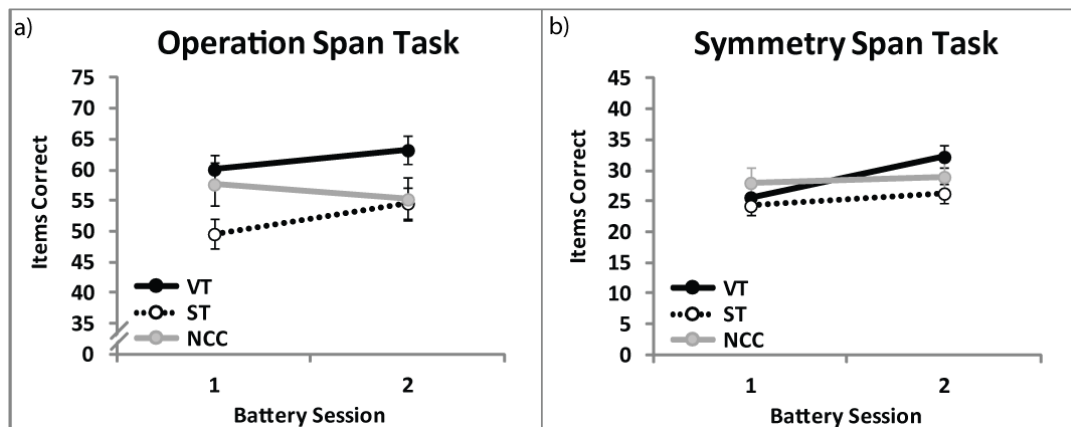 a)
Operation Span Task
75
70
65
60
55
50
45
40
35
0
Items Correct
VT
ST
NCC
1 2
Battery Session
b)
Symmetry Span Task
45
40
35
30
25
20
15
10
5
0
Items Correct
VT
ST
NCC
1 2
Battery Session